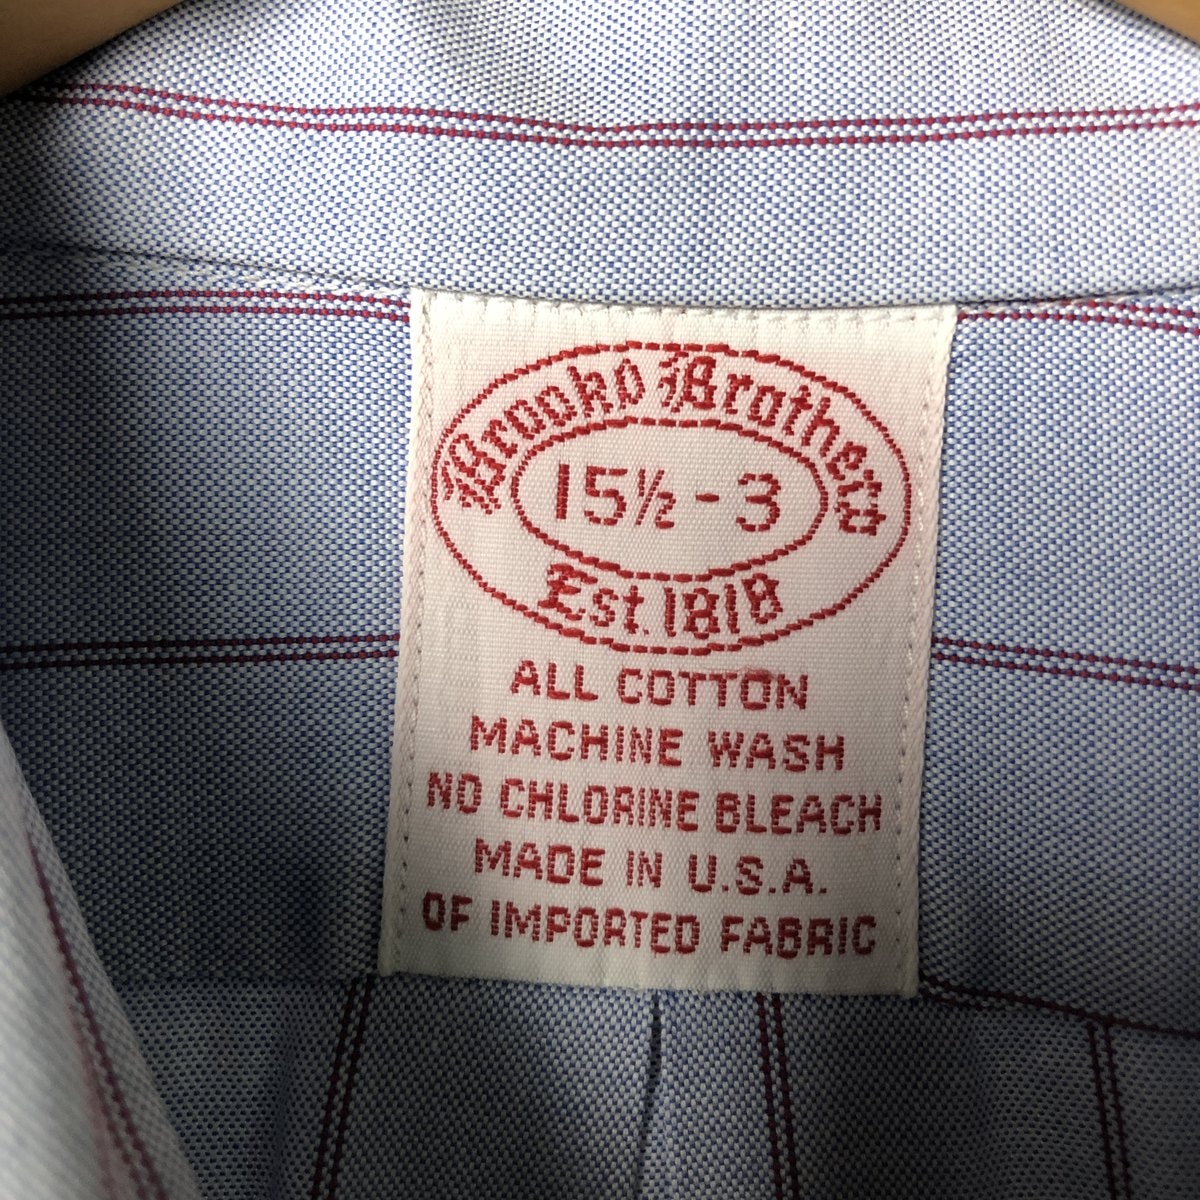 Brooks Brothers
15½-3
Est. 1818
ALL COTTON
MACHINE WASH
NO CHLORINE BLEACH
MADE IN U.S.A.
OF IMPORTED FABRIC